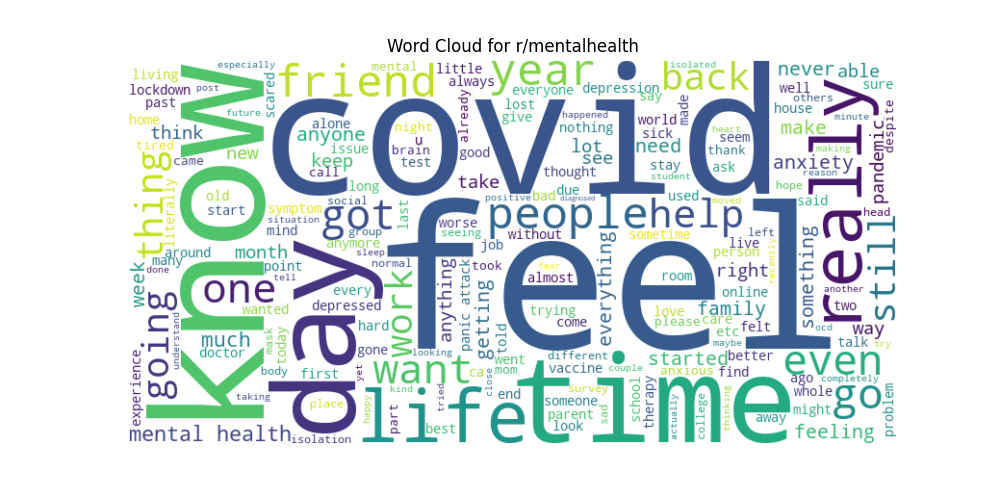 Word Cloud for r/mentalhealth
especially
mental
little
year
everyone
isolated
back
never
able
living
post
friend
always
depression
say
made
well
sure
lockdown
know
scared
covid
already
lost
give
happened
world
others
past
future
house
really
minute
despite
home
think
alone
night
u
nothing
sick
seem
heart
make
pandemic
tired
anyone
brain
good
lot
need
thank
making
came
new
issue
test
see
stay
ask
anxiety
reason
thing
literally
keep
call
take
thought
student
hope
old
long
positive
bad
due
diagnosed
used
moved
said
head
start
symptom
social
got
last
people
help
left
situation
group
worse
without
sometime
live
something
still
around
mind
anymore
seeing
job
person
recently
many
month
sleep
feel
week
point
normal
anything
took
fear
everything
room
right
done
tell
day
work
panic attack
getting
almost
online
another
one
every
wanted
depressed
trying
love
family
two
going
understand
mask
today
hard
told
come
please
care
etc
felt
way
much
doctor
gone
looking
went
different
started
maybe
ocd
talk
try
body
first
yet
want
mom
vaccine
couple
anxious
better
even
experience
taking
kind
ca
close
survey
school
therapy
find
ago
completely
place
happy
life
tried
end
time
someone
sad
whole
go
part
parent
actually
college
thinking
away
might
problem
mental health
isolation
best
look
feeling